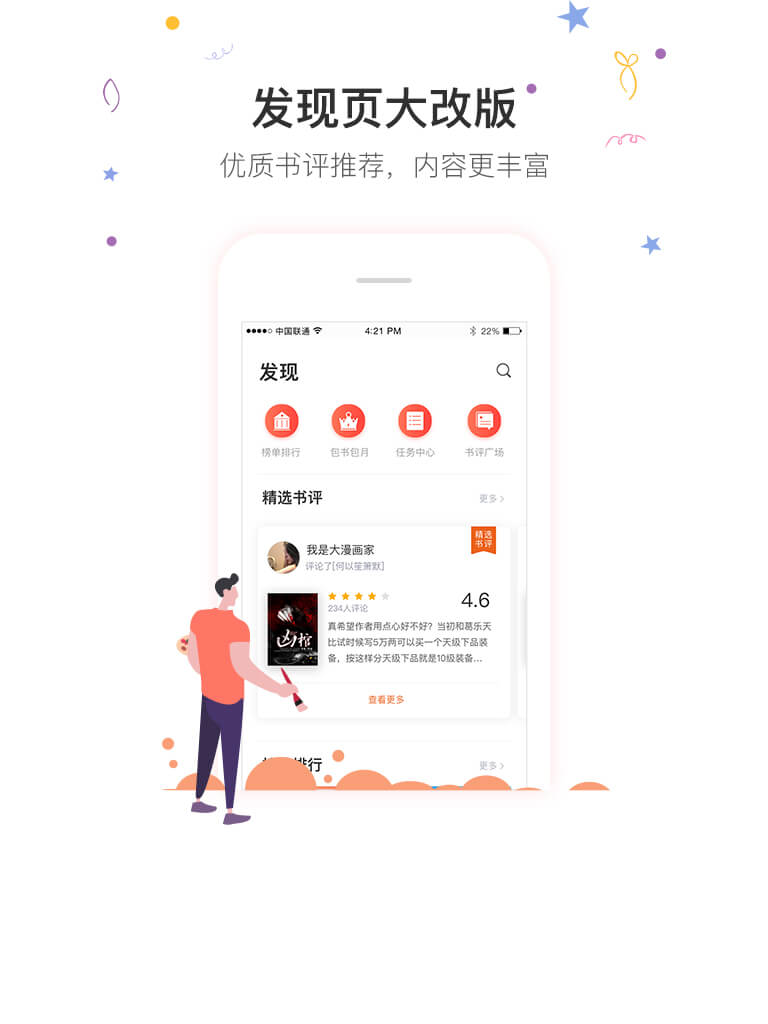 发现页大改版
优质书评推荐，内容更丰富
中国联通 4:21 PM 22%
发现
榜单排行 包书包月 任务中心 书评广场
精选书评 更多
精选
书评
我是大漫画家
评论了[何以笙箫默]
凶棺
4.6
234人评论
真希望作者用点心好不好？当初和葛乐天
比试时候写5万两可以买一个天级下品装
备，按这样分天级下品就是10级装备...
查看更多
排行 更多